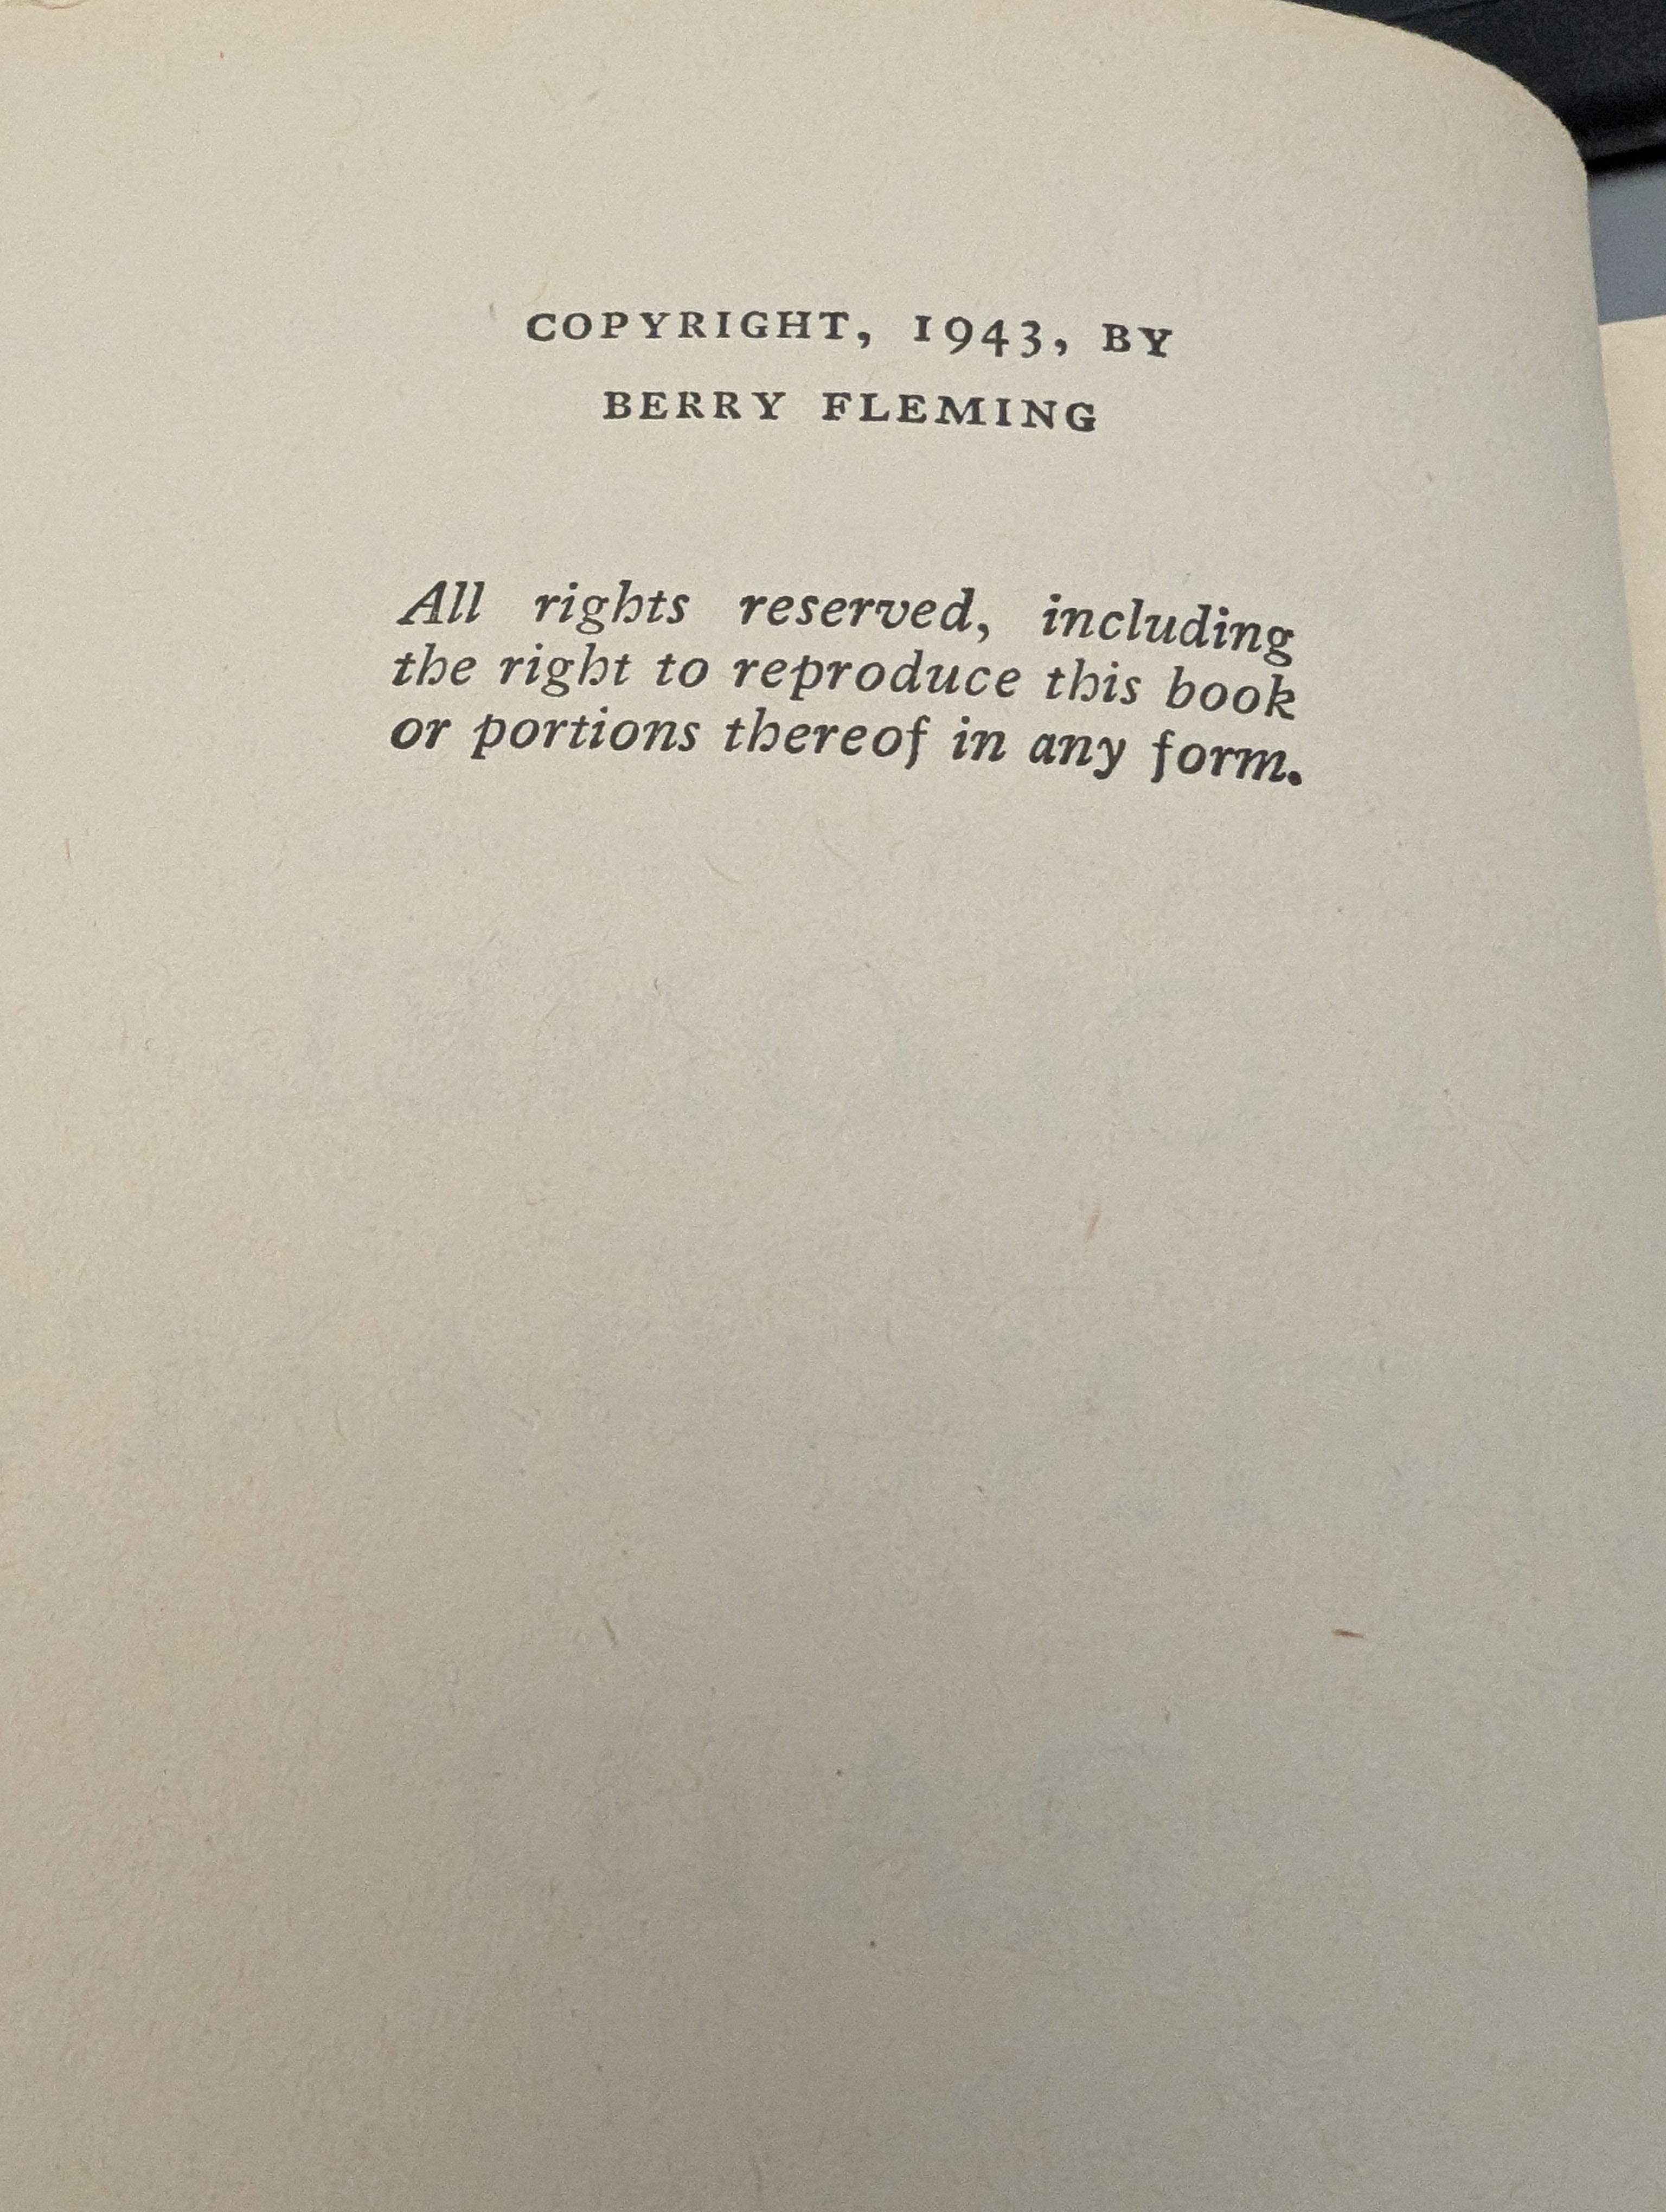 COPYRIGHT, 1943, BY
BERRY FLEMING
All rights reserved, including
the right to reproduce this book
or portions thereof in any form.